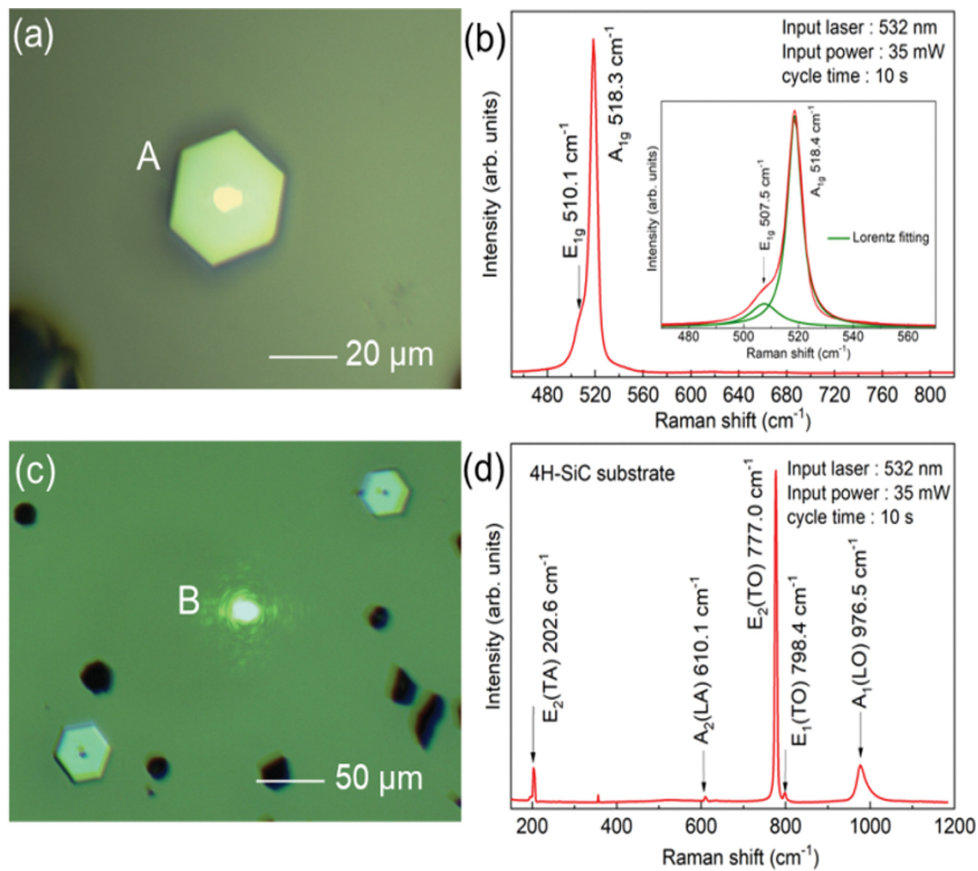 (a)
A
20 μm
(b)
Input laser : 532 nm
Input power : 35 mW
cycle time : 10 s
Intensity (arb. units)
E1g 510.1 cm-1
A1g 518.3 cm-1
Intensity (arb. units)
E1g 507.5 cm-1
A1g 518.4 cm-1
Lorentz fitting
480 500 520 540 560
Raman shift (cm-1)
480 520 560 600 640 680 720 760 800
Raman shift (cm-1)
(c)
B
50 μm
(d)
4H-SiC substrate
Input laser : 532 nm
Input power : 35 mW
cycle time : 10 s
Intensity (arb. units)
E2(TA) 202.6 cm-1
A2(LA) 610.1 cm-1
E2(TO) 777.0 cm-1
E1(TO) 798.4 cm-1
A1(LO) 976.5 cm-1
200 400 600 800 1000 1200
Raman shift (cm-1)